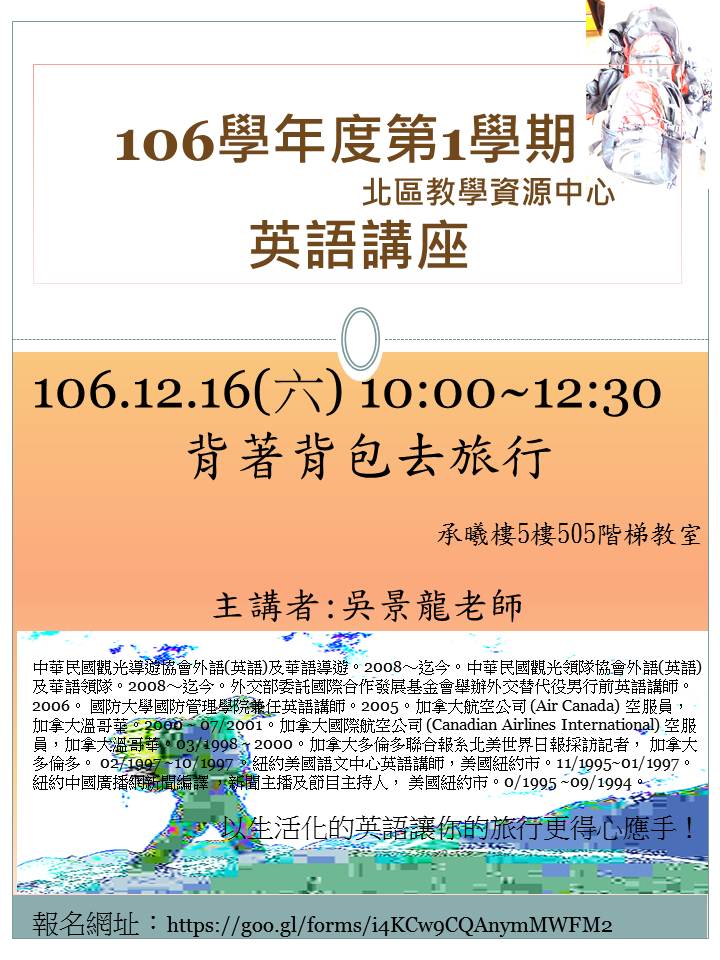 106學年度第1學期
北區教學資源中心
英語講座
106.12.16(六) 10:00~12:30
背著背包去旅行
承曦樓5樓505階梯教室
主講者:吳景龍老師
中華民國觀光導遊協會外語(英語)及華語導遊。2008～迄今。中華民國觀光領隊協會外語(英語)
及華語領隊。2008～迄今。外交部委託國際合作發展基金會舉辦外交替代役男行前英語講師。
2006。 國防大學國防管理學院兼任英語講師。2005。加拿大航空公司 (Air Canada) 空服員，
加拿大溫哥華。2000 ~ 07/2001。加拿大國際航空公司 (Canadian Airlines International) 空服
員，加拿大溫哥華。03/1998 ~ 2000。加拿大多倫多聯合報系北美世界日報採訪記者， 加拿大
多倫多。 02/1997 ~10/1997 。紐約美國語文中心英語講師，美國紐約市。11/1995~01/1997。
紐約中國廣播網新聞編譯，新聞主播及節目主持人， 美國紐約市。0/1995 ~09/1994。
以生活化的英語讓你的旅行更得心應手！
報名網址：https://goo.gl/forms/i4KCw9CQAnymMWFM2